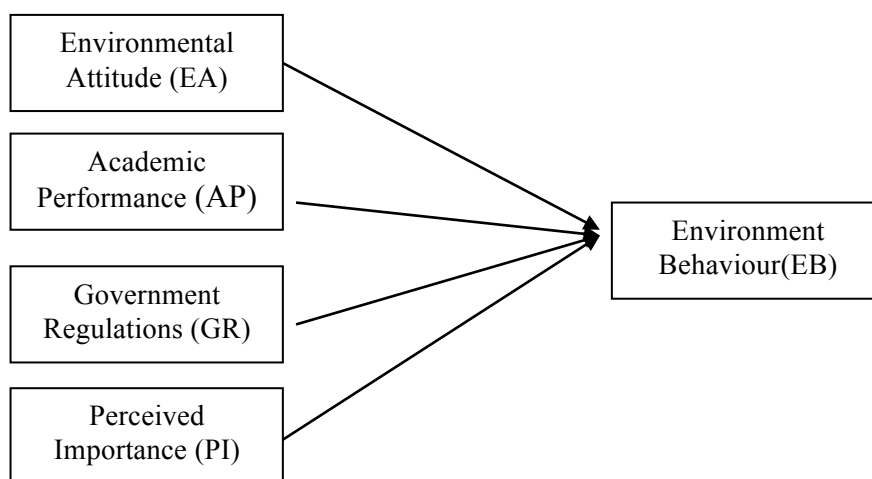 Environmental
Attitude (EA)
Academic
Performance (AP)
Government
Regulations (GR)
Perceived
Importance (PI)
Environment
Behaviour(EB)